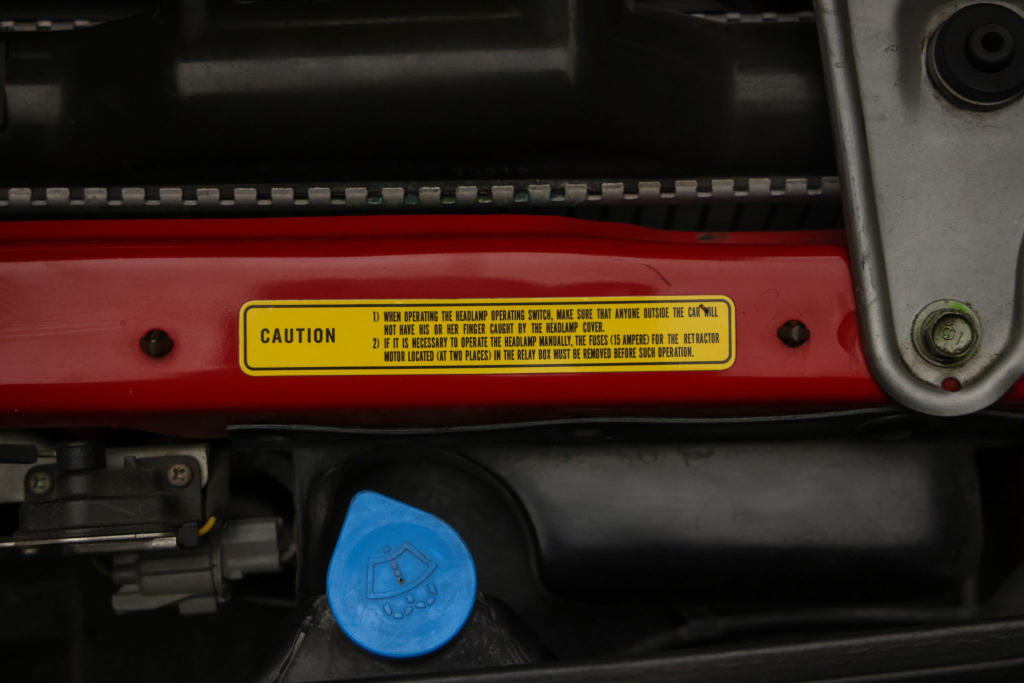 CAUTION
1) WHEN OPERATING THE HEADLAMP OPERATING SWITCH, MAKE SURE THAT ANYONE OUTSIDE THE CAR WILL
NOT HAVE HIS OR HER FINGER CAUGHT BY THE HEADLAMP COVER.
2) IF IT IS NECESSARY TO OPERATE THE HEADLAMP MANUALLY, THE FUSES (15 AMPERE) FOR THE RETRACTOR
MOTOR LOCATED (AT TWO PLACES) IN THE RELAY BOX MUST BE REMOVED BEFORE SUCH OPERATION.